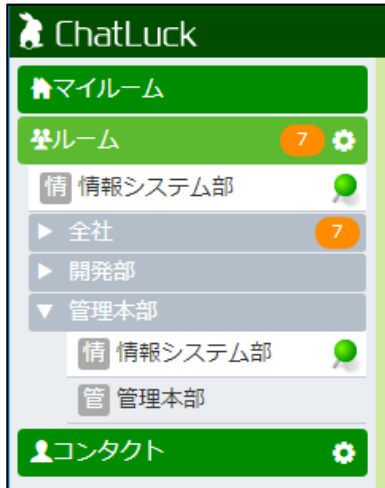 ChatLuck
マイルーム
ルーム 7
情 情報システム部
▶ 全社 7
▶ 開発部
▼ 管理本部
情 情報システム部
管 管理本部
コンタクト